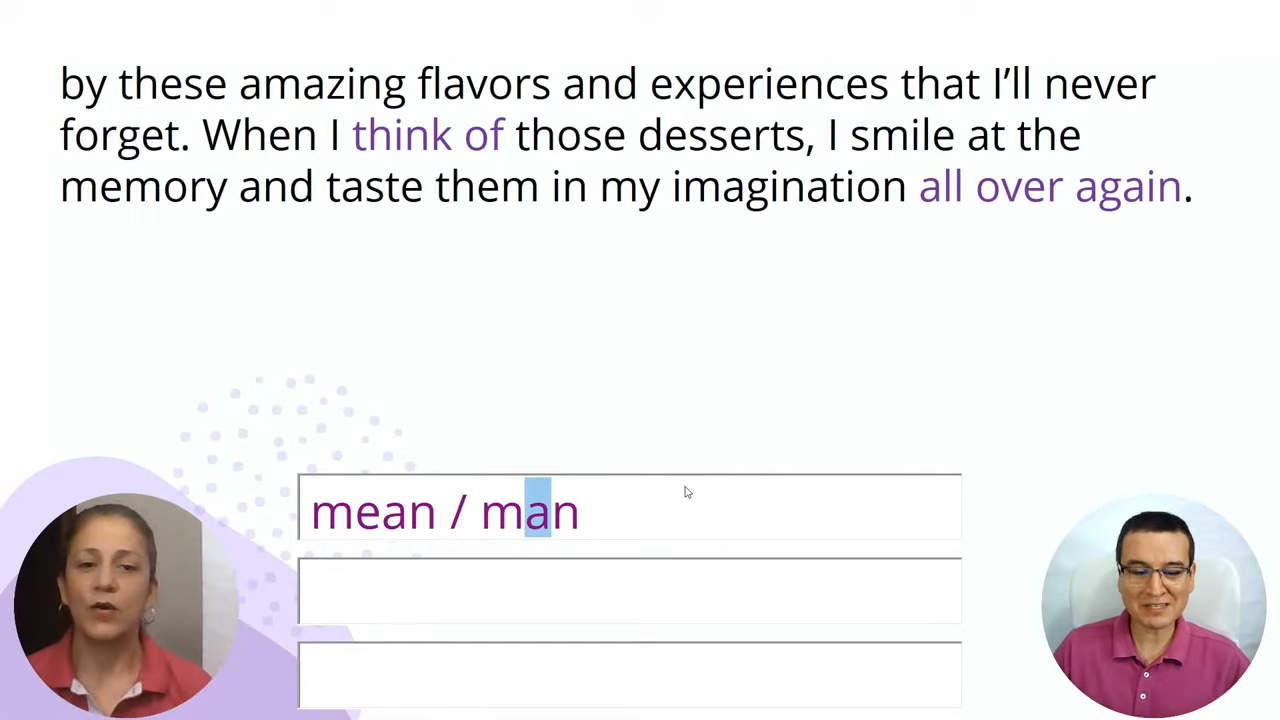 by these amazing flavors and experiences that I’ll never
forget. When I think of those desserts, I smile at the
memory and taste them in my imagination all over again.
mean / man